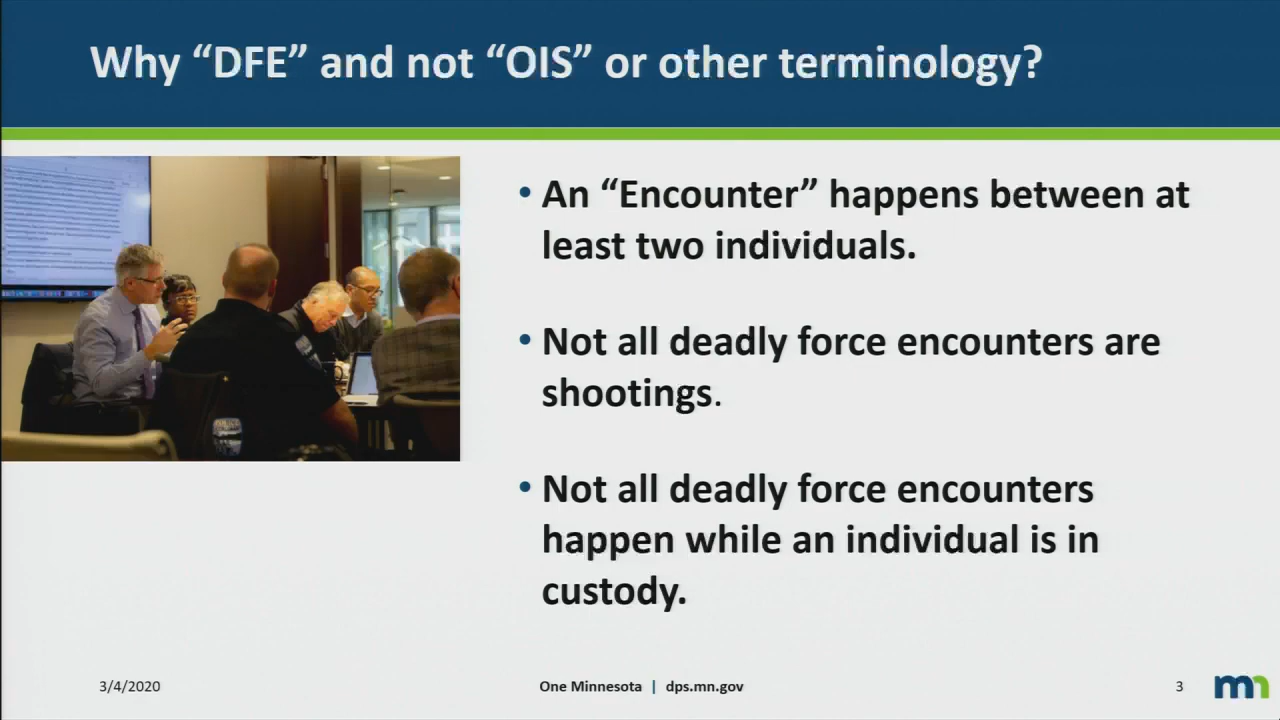 Why “DFE” and not “OIS” or other terminology?
• An “Encounter” happens between at
least two individuals.
• Not all deadly force encounters are
shootings.
• Not all deadly force encounters
happen while an individual is in
custody.
3/4/2020
One Minnesota | dps.mn.gov
3
mn